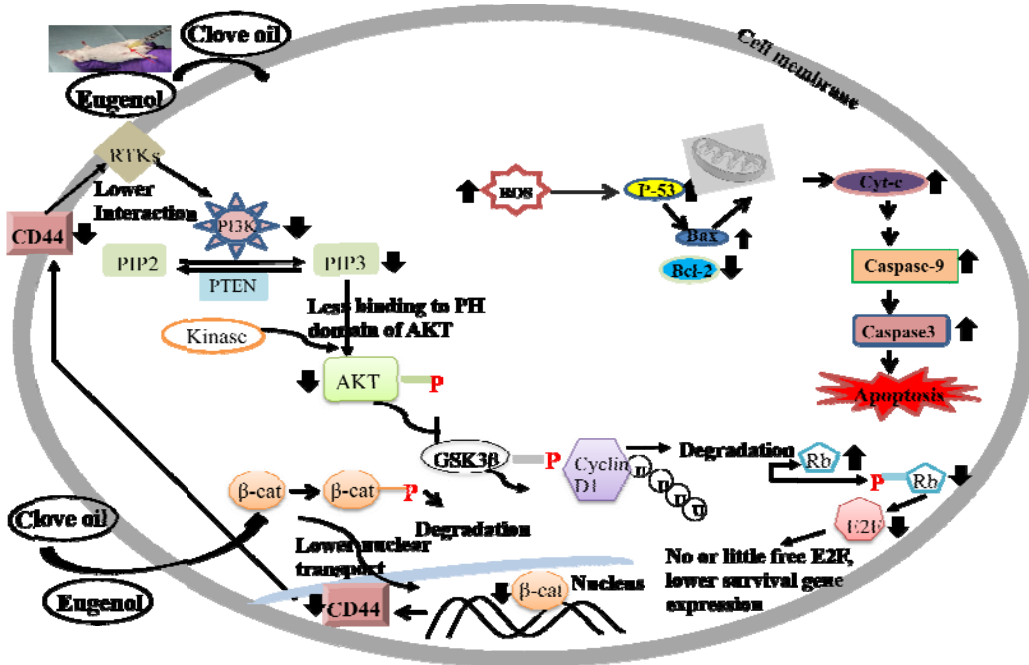 Clove oil
Eugenol
Cell membrane
RTKs
Lower
Interaction
CD44
PI3K
PIP2
PIP3
PTEN
Less binding to PH
domain of AKT
Kinase
AKT
P
ROS
P-53
Bax
Bcl-2
Cyt-c
Caspase-9
Caspase3
Apoptosis
GSK3β
P
Cyclin
D1
U
U
U
U
Degradation
Rb
P
Rb
E2F
No or little free E2F,
lower survival gene
expression
β-cat
β-cat
P
Degradation
Clove oil
Eugenol
Lower nuclear
transport
CD44
β-cat
Nucleus